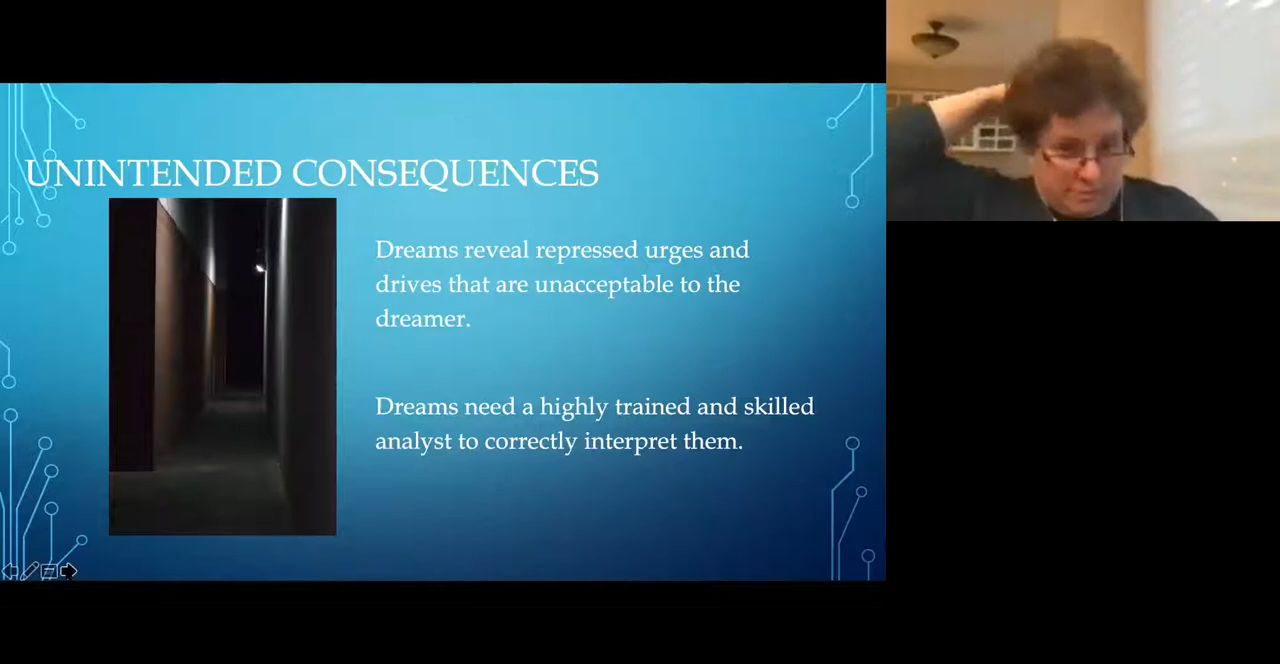 UNINTENDED CONSEQUENCES
Dreams reveal repressed urges and
drives that are unacceptable to the
dreamer.
Dreams need a highly trained and skilled
analyst to correctly interpret them.